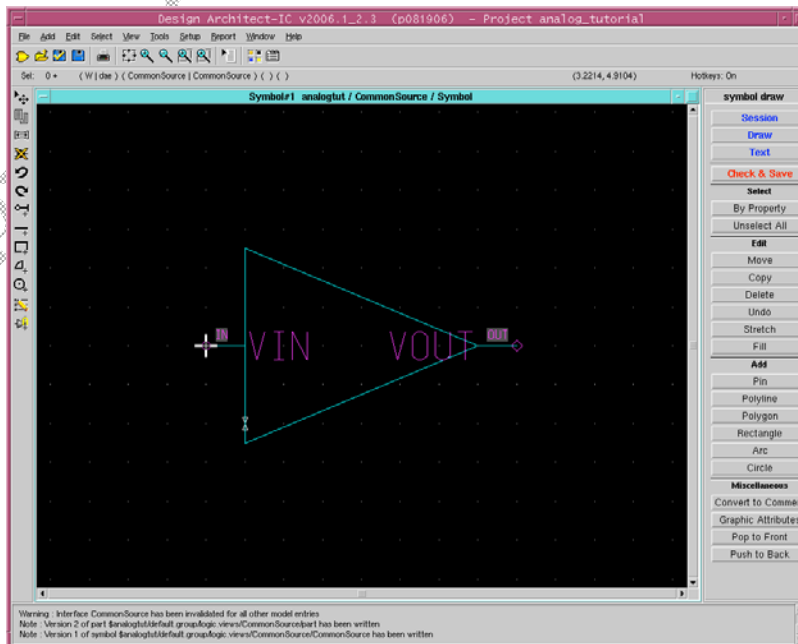 Design Architect-IC v2006.1_2.3 (p081906) - Project analog_tutorial
File Add Edit Select View Tools Setup Report Window Help
Sel: 0 + ( W | dae ) ( CommonSource | CommonSource ) ( ) ( ) (3.2214, 4.9104) Hotkeys: On
Symbol#1 analogtut / CommonSource / Symbol
IN
VIN
VOUT
OUT
symbol draw
Session
Draw
Text
Check & Save
Select
By Property
Unselect All
Edit
Move
Copy
Delete
Undo
Stretch
Fill
Add
Pin
Polyline
Polygon
Rectangle
Arc
Circle
Miscellaneous
Convert to Comme
Graphic Attributes
Pop to Front
Push to Back
Warning : Interface CommonSource has been invalidated for all other model entries
Note : Version 2 of part $analogtut/default.group/logic.views/CommonSource/part has been written
Note : Version 1 of symbol $analogtut/default.group/logic.views/CommonSource/CommonSource has been written